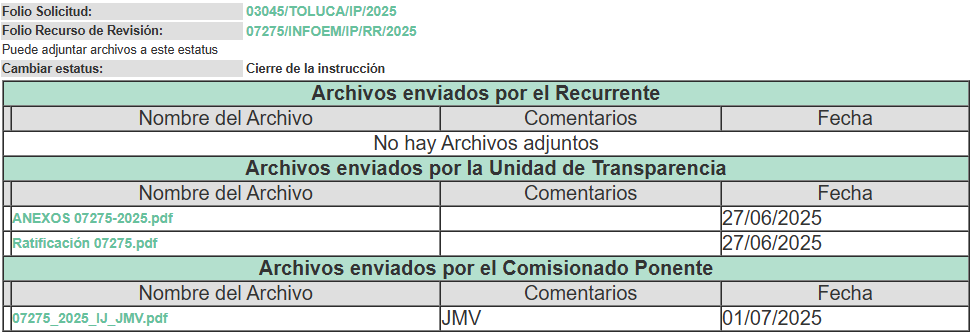 Folio Solicitud: 03045/TOLUCA/IP/2025
Folio Recurso de Revisión: 07275/INFOEM/IP/RR/2025
Puede adjuntar archivos a este estatus
Cambiar estatus: Cierre de la instrucción
Archivos enviados por el Recurrente
Nombre del Archivo Comentarios Fecha
No hay Archivos adjuntos
Archivos enviados por la Unidad de Transparencia
Nombre del Archivo Comentarios Fecha
ANEXOS 07275-2025.pdf 27/06/2025
Ratificación 07275.pdf 27/06/2025
Archivos enviados por el Comisionado Ponente
Nombre del Archivo Comentarios Fecha
07275_2025_IJ_JMV.pdf JMV 01/07/2025